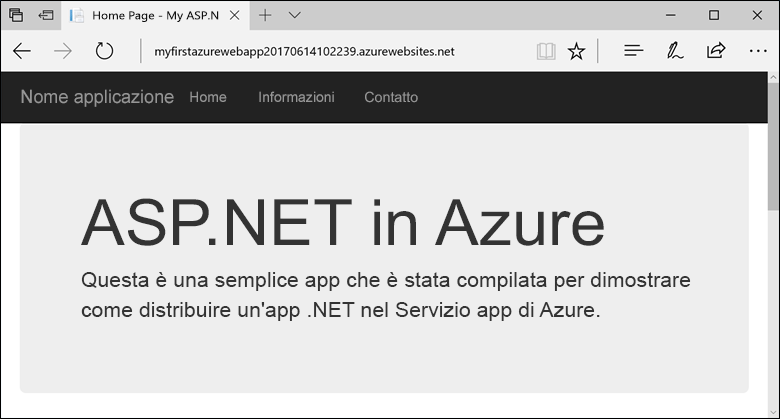 Home Page - My ASP.N
myfirstazurewebapp20170614102239.azurewebsites.net
Nome applicazione Home Informazioni Contatto
ASP.NET in Azure
Questa è una semplice app che è stata compilata per dimostrare
come distribuire un'app .NET nel Servizio app di Azure.